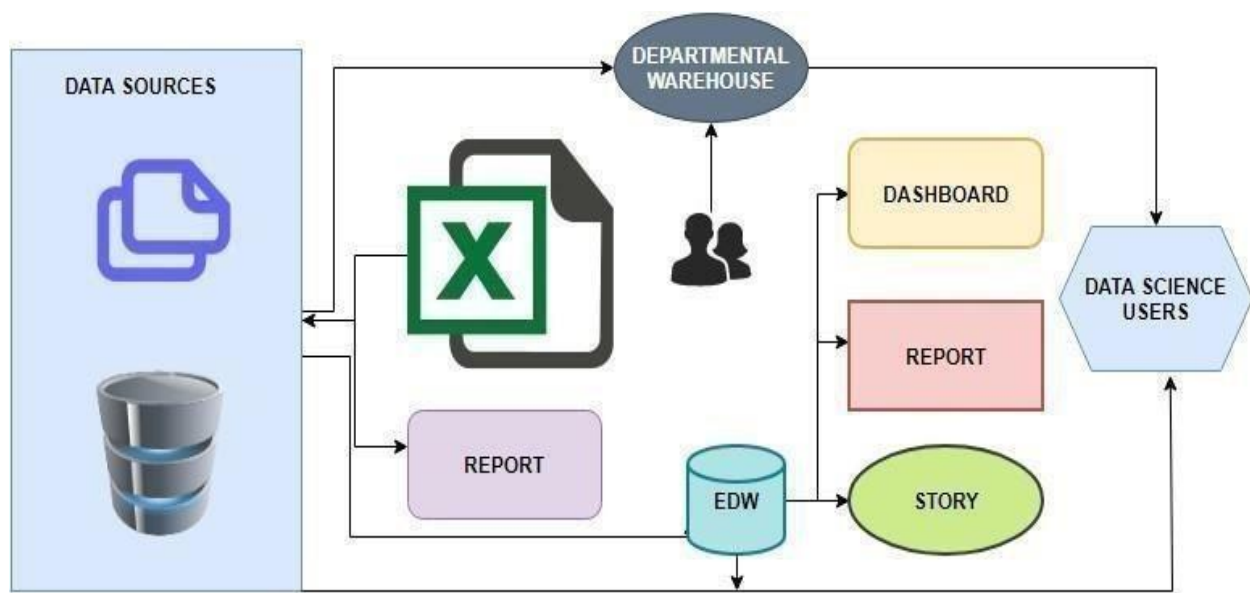 DATA SOURCES
DEPARTMENTAL
WAREHOUSE
X
DASHBOARD
DATA SCIENCE
USERS
REPORT
REPORT
EDW
STORY